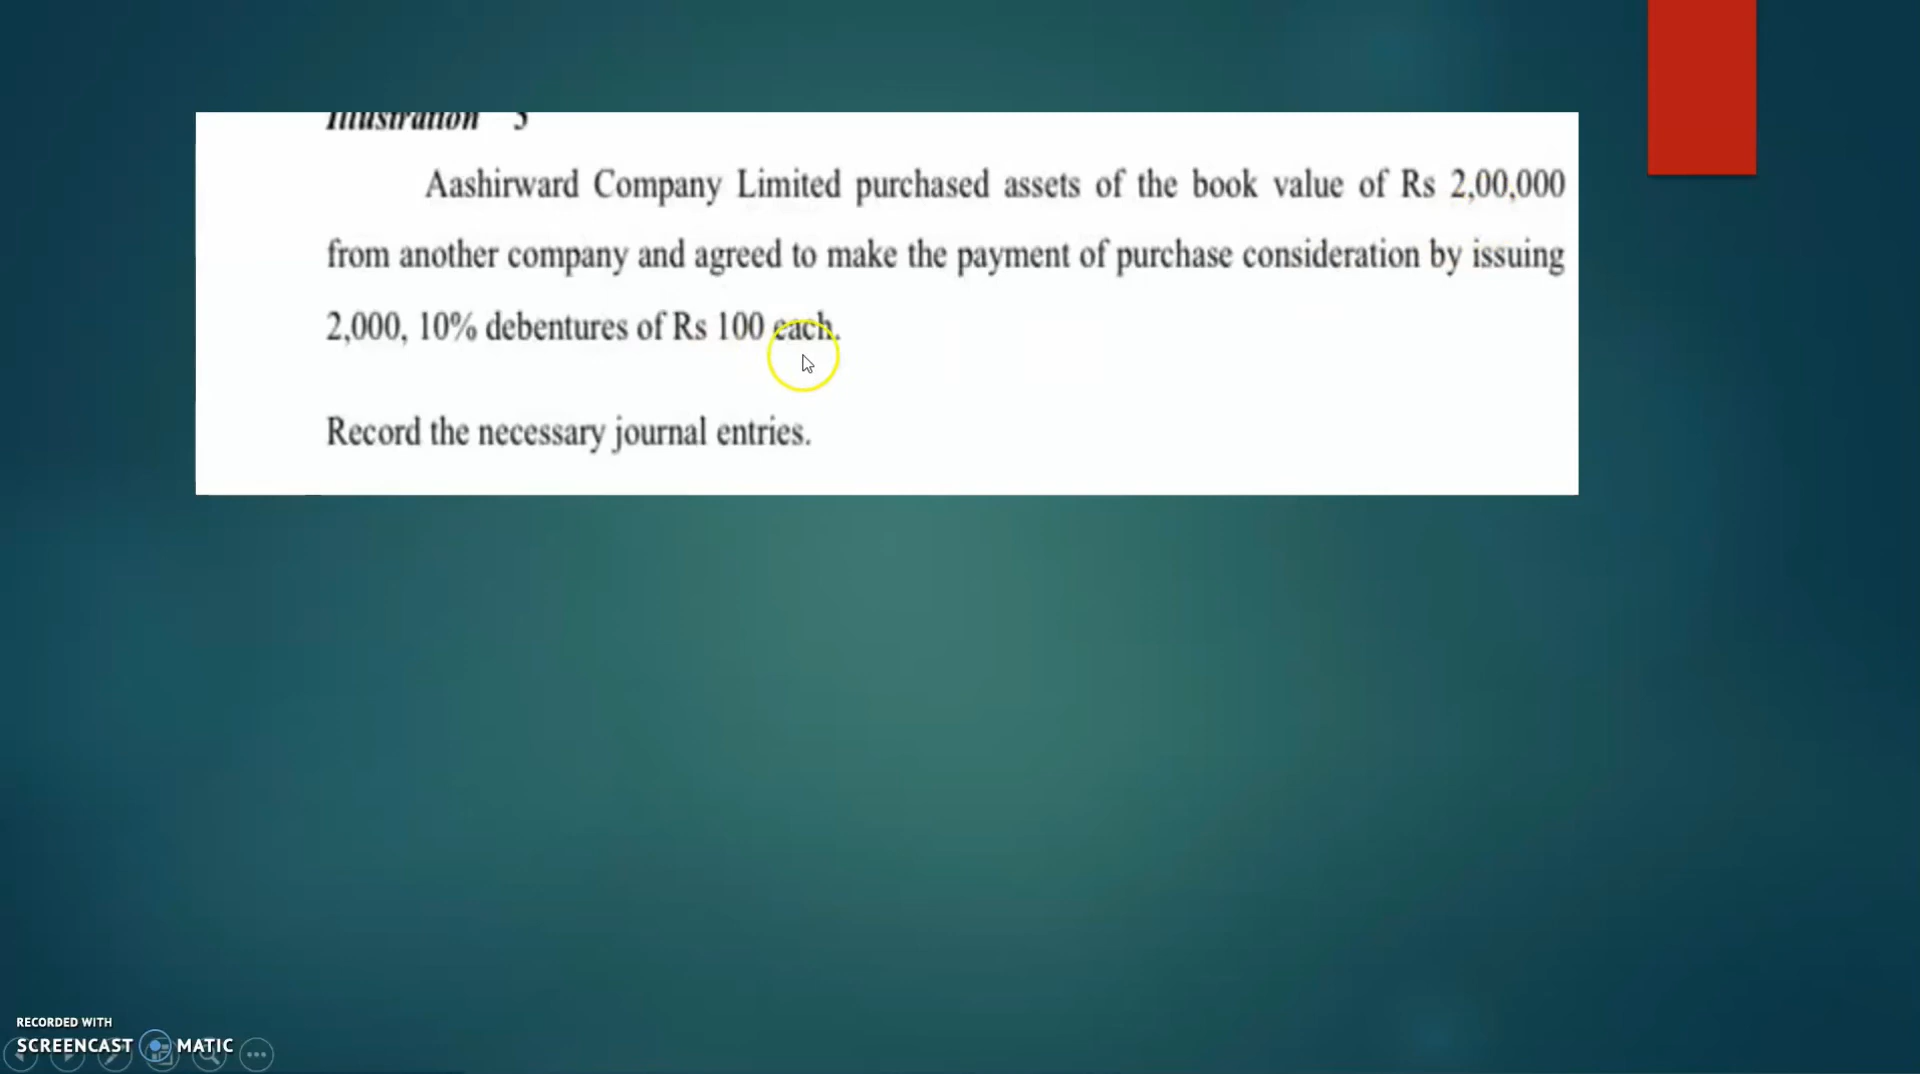 Illustration 5
Aashirward Company Limited purchased assets of the book value of Rs 2,00,000
from another company and agreed to make the payment of purchase consideration by issuing
2,000, 10% debentures of Rs 100 each.
Record the necessary journal entries.
RECORDED WITH
SCREENCAST MATIC